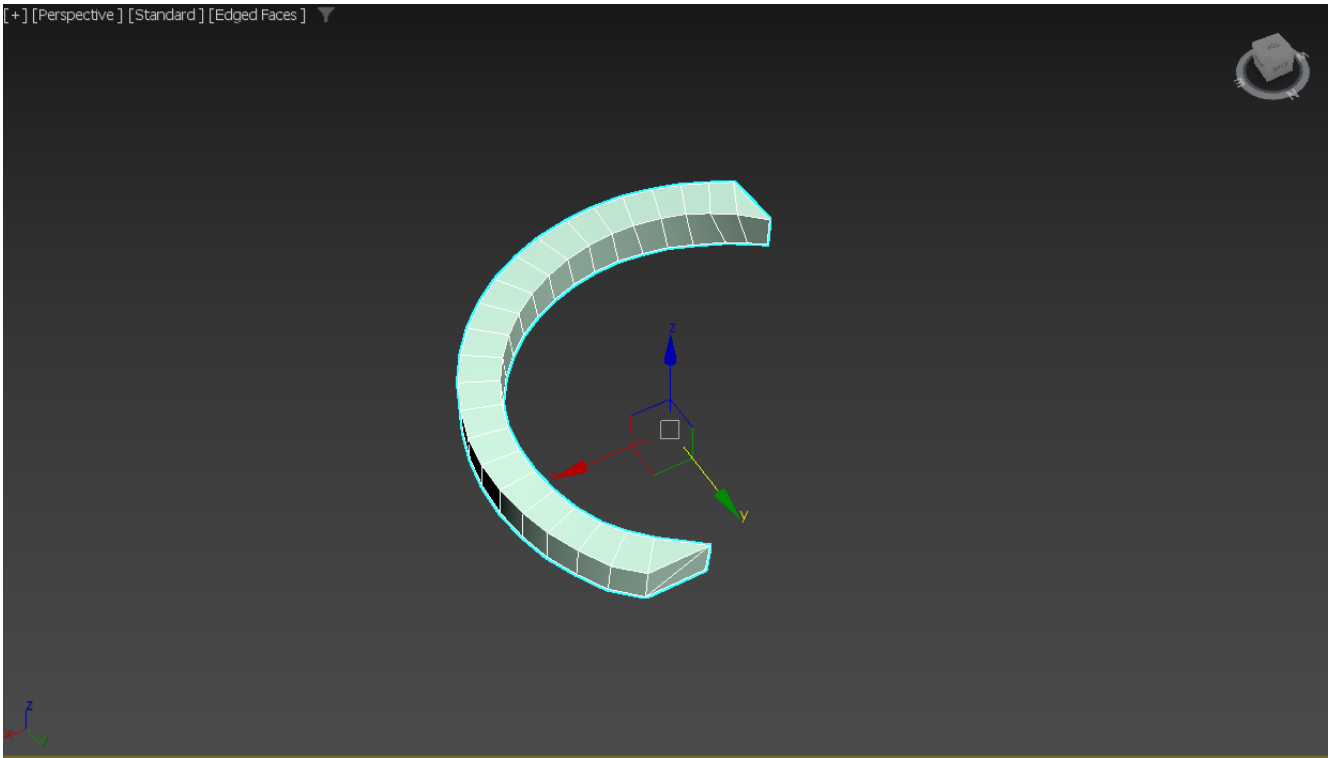 [+] [Perspective ] [Standard ] [Edged Faces ]
E
N
z
x
y
z
x
y